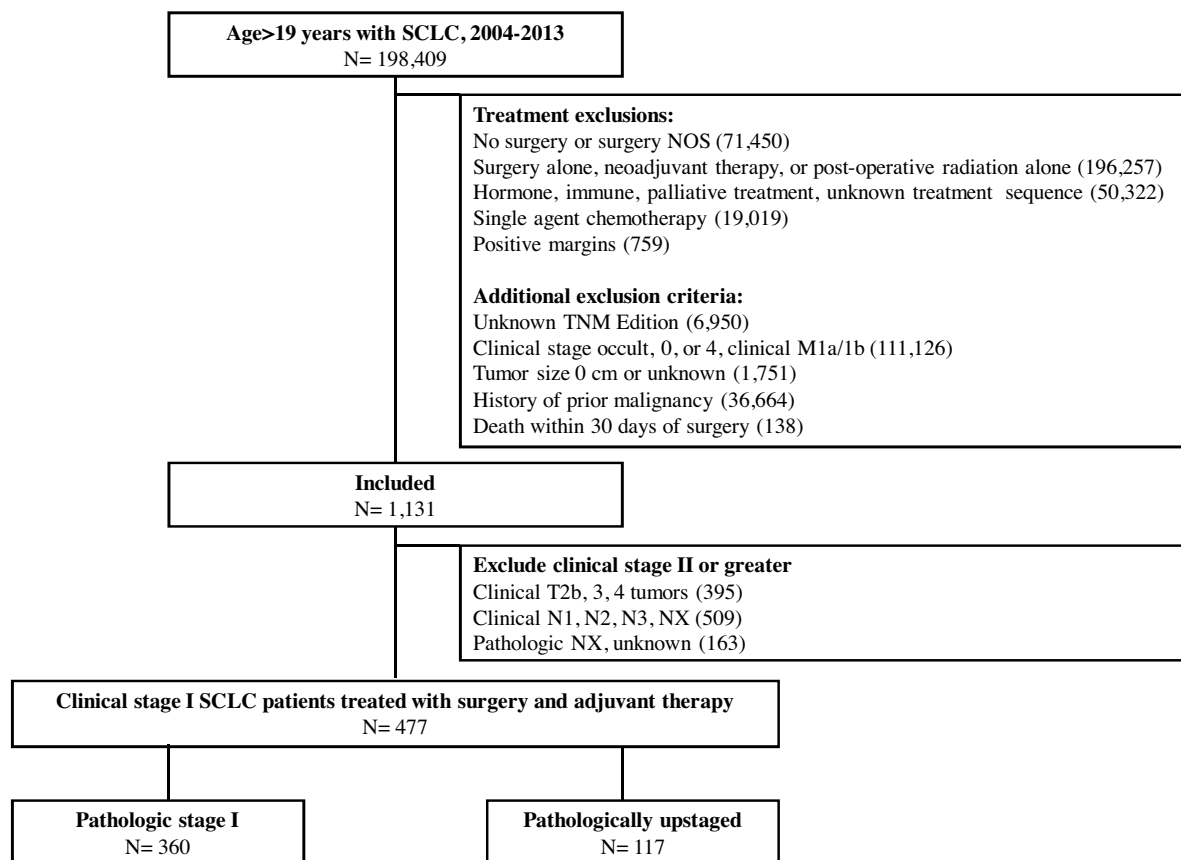 Age>19 years with SCLC, 2004-2013
N= 198,409
Treatment exclusions:
No surgery or surgery NOS (71,450)
Surgery alone, neoadjuvant therapy, or post-operative radiation alone (196,257)
Hormone, immune, palliative treatment, unknown treatment sequence (50,322)
Single agent chemotherapy (19,019)
Positive margins (759)
Additional exclusion criteria:
Unknown TNM Edition (6,950)
Clinical stage occult, 0, or 4, clinical M1a/1b (111,126)
Tumor size 0 cm or unknown (1,751)
History of prior malignancy (36,664)
Death within 30 days of surgery (138)
Included
N= 1,131
Exclude clinical stage II or greater
Clinical T2b, 3, 4 tumors (395)
Clinical N1, N2, N3, NX (509)
Pathologic NX, unknown (163)
Clinical stage I SCLC patients treated with surgery and adjuvant therapy
N= 477
Pathologic stage I
N= 360
Pathologically upstaged
N= 117